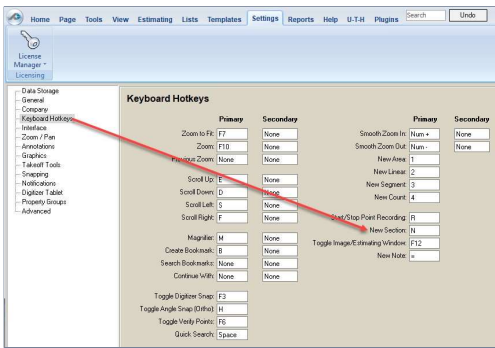 Home Page Tools View Estimating Lists Templates Settings Reports Help U-T-H Plugins Search Undo
License
Manager
Licensing
Data Storage
General
Company
Keyboard Hotkeys
Interface
Zoom / Pan
Annotations
Graphics
Takeoff Tools
Snapping
Notifications
Digitizer Tablet
Property Groups
Advanced
Keyboard Hotkeys
Primary Secondary Primary Secondary
Zoom to Fit: F7 None Smooth Zoom In: Num + None
Zoom: F10 None Smooth Zoom Out: Num - None
Previous Zoom: None None New Area: 1
New Linear: 2
Scroll Up: E None New Segment: 3
Scroll Down: D None New Count: 4
Scroll Left: S None
Scroll Right: F None Start/Stop Point Recording: R
New Section: N
Magnifier: M None Toggle Image/Estimating Window: F12
Create Bookmark: B None New Note: =
Search Bookmarks: None None
Continue With: None None
Toggle Digitizer Snap: F3
Toggle Angle Snap (Ortho): H
Toggle Verify Points: F6
Quick Search: Space